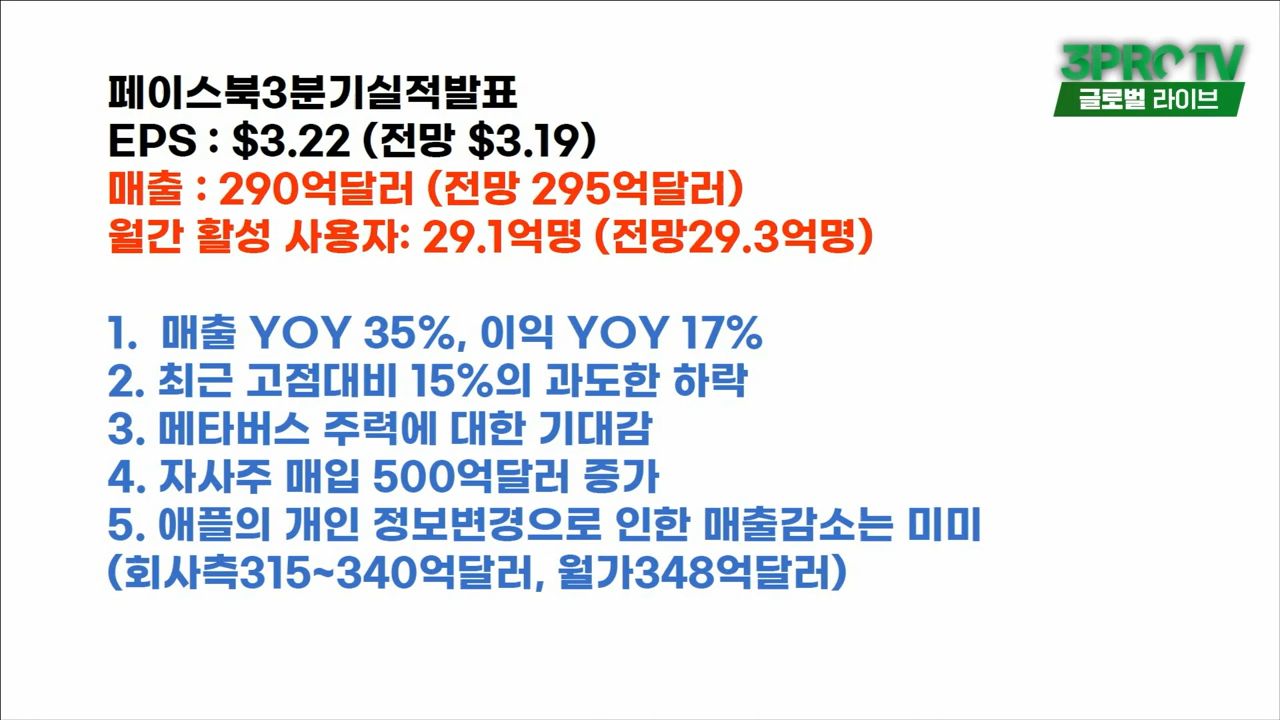 3PROTV
글로벌 라이브
페이스북3분기실적발표
EPS : $3.22 (전망 $3.19)
매출 : 290억달러 (전망 295억달러)
월간 활성 사용자: 29.1억명 (전망29.3억명)
1. 매출 YOY 35%, 이익 YOY 17%
2. 최근 고점대비 15%의 과도한 하락
3. 메타버스 주력에 대한 기대감
4. 자사주 매입 500억달러 증가
5. 애플의 개인 정보변경으로 인한 매출감소는 미미
(회사측315~340억달러, 월가348억달러)